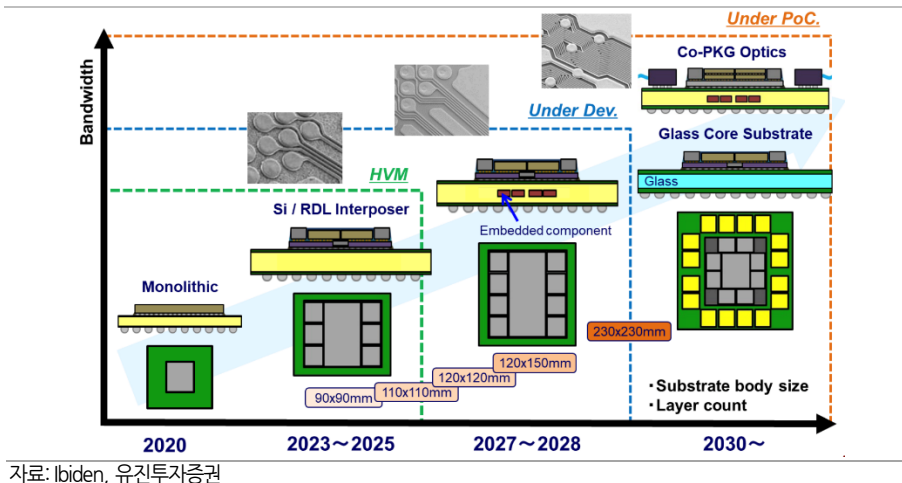 Under PoC.
Co-PKG Optics
Bandwidth
Under Dev.
Glass Core Substrate
HVM
Glass
Si / RDL Interposer
Embedded component
Monolithic
230x230mm
120x150mm
120x120mm
110x110mm
90x90mm
・Substrate body size
・Layer count
2020
2023～2025
2027～2028
2030～
자료: Ibiden, 유진투자증권